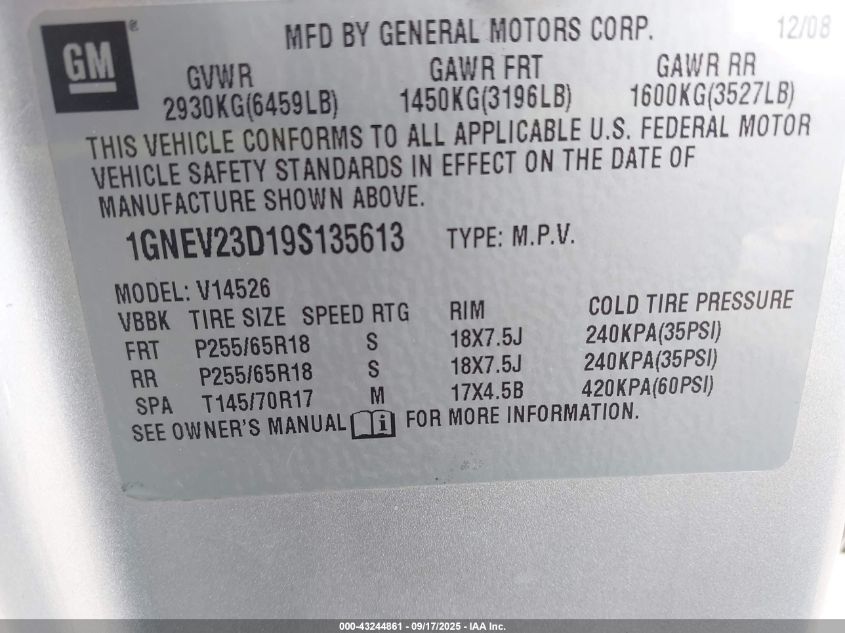 GM ® MFD BY GENERAL MOTORS CORP. 12/08
GVWR GAWR FRT GAWR RR
2930KG(6459LB) 1450KG(3196LB) 1600KG(3527LB)
THIS VEHICLE CONFORMS TO ALL APPLICABLE U.S. FEDERAL MOTOR
VEHICLE SAFETY STANDARDS IN EFFECT ON THE DATE OF
MANUFACTURE SHOWN ABOVE.
1GNEV23D19S135613 TYPE: M.P.V.
MODEL: V14526
VBBK TIRE SIZE SPEED RTG RIM COLD TIRE PRESSURE
FRT P255/65R18 S 18X7.5J 240KPA(35PSI)
RR P255/65R18 S 18X7.5J 240KPA(35PSI)
SPA T145/70R17 M 17X4.5B 420KPA(60PSI)
SEE OWNER'S MANUAL i FOR MORE INFORMATION.
000-43244861 - 09/17/2025 - IAA Inc.